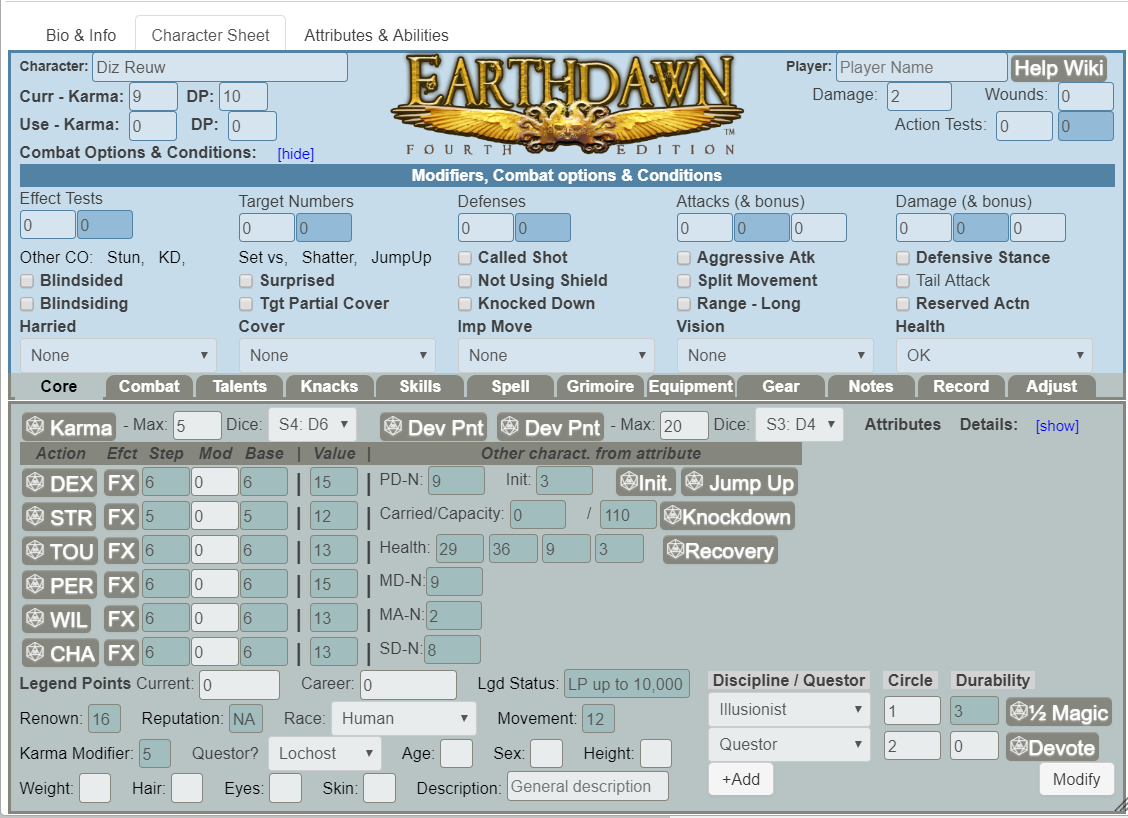 Bio & Info Character Sheet Attributes & Abilities
Character: Diz Reuw EARTHDAWN Player: Player Name Help Wiki
Curr - Karma: 9 DP: 10 Damage: 2 Wounds: 0
TM
Use - Karma: 0 DP: 0 Action Tests: 0 0
FOURTH EDITION
Combat Options & Conditions: [hide]
Modifiers, Combat options & Conditions
Effect Tests Target Numbers Defenses Attacks (& bonus) Damage (& bonus)
0 0 0 0 0 0 0 0 0 0 0 0
Other CO: Stun, KD, Set vs, Shatter, JumpUp Called Shot Aggressive Atk Defensive Stance
Blindsided Surprised Not Using Shield Split Movement Tail Attack
Blindsiding Tgt Partial Cover Knocked Down Range - Long Reserved Actn
Harried Cover Imp Move Vision Health
None None None None OK
Core Combat Talents Knacks Skills Spell Grimoire Equipment Gear Notes Record Adjust
Karma - Max: 5 Dice: S4: D6 Dev Pnt Dev Pnt - Max: 20 Dice: S3: D4 Attributes Details: [show]
Action Efct Step Mod Base | Value | Other charact. from attribute
DEX FX 6 0 6 | 15 | PD-N: 9 Init: 3 Init. Jump Up
STR FX 5 0 5 | 12 | Carried/Capacity: 0 / 110 Knockdown
TOU FX 6 0 6 | 13 | Health: 29 36 9 3 Recovery
PER FX 6 0 6 | 15 | MD-N: 9
WIL FX 6 0 6 | 13 | MA-N: 2
CHA FX 6 0 6 | 13 | SD-N: 8
Legend Points Current: 0 Career: 0 Lgd Status: LP up to 10,000 Discipline / Questor Circle Durability
Renown: 16 Reputation: NA Race: Human Movement: 12 Illusionist 1 3 ½ Magic
Karma Modifier: 5 Questor? Lochost Age: Sex: Height: Questor 2 0 Devote
Weight: Hair: Eyes: Skin: Description: General description +Add Modify